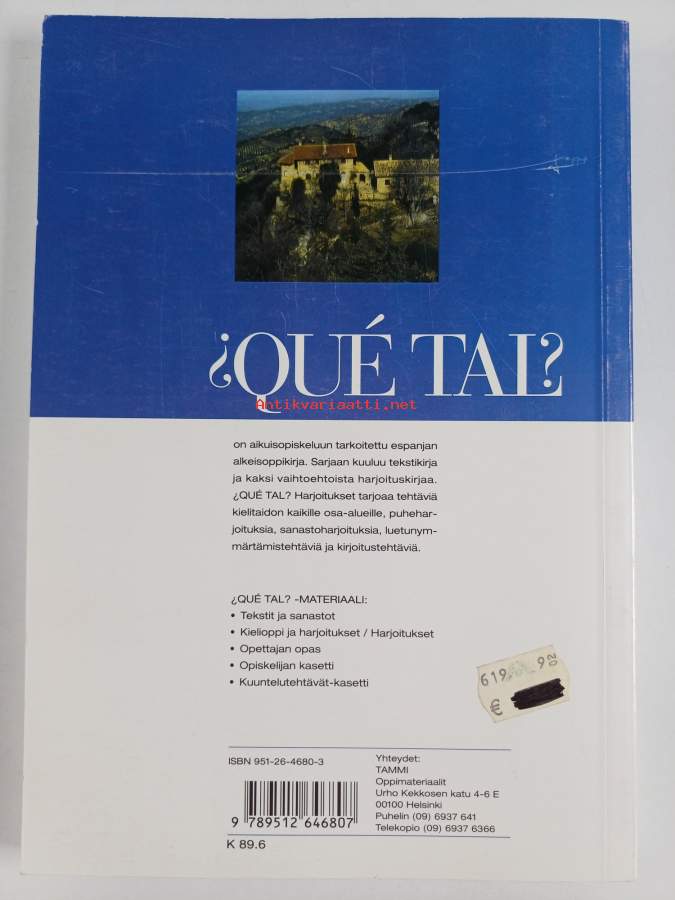 ¿QUÉ TAL?
Antikvariaatti.net
on aikuisopiskeluun tarkoitettu espanjan
alkeisoppikirja. Sarjaan kuuluu tekstikirja
ja kaksi vaihtoehtoista harjoituskirjaa.
¿QUÉ TAL? Harjoitukset tarjoaa tehtäviä
kielitaidon kaikille osa-alueille, puhehar-
joituksia, sanastoharjoituksia, luetunym-
märtämistehtäviä ja kirjoitustehtäviä.
¿QUÉ TAL? -MATERIAALI:
• Tekstit ja sanastot
• Kielioppi ja harjoitukset / Harjoitukset
• Opettajan opas
• Opiskelijan kasetti
• Kuuntelutehtävät-kasetti
619 9 02
€
ISBN 951-26-4680-3
9 789512 646807
K 89.6
Yhteydet:
TAMMI
Oppimateriaalit
Urho Kekkosen katu 4-6 E
00100 Helsinki
Puhelin (09) 6937 641
Telekopio (09) 6937 6366